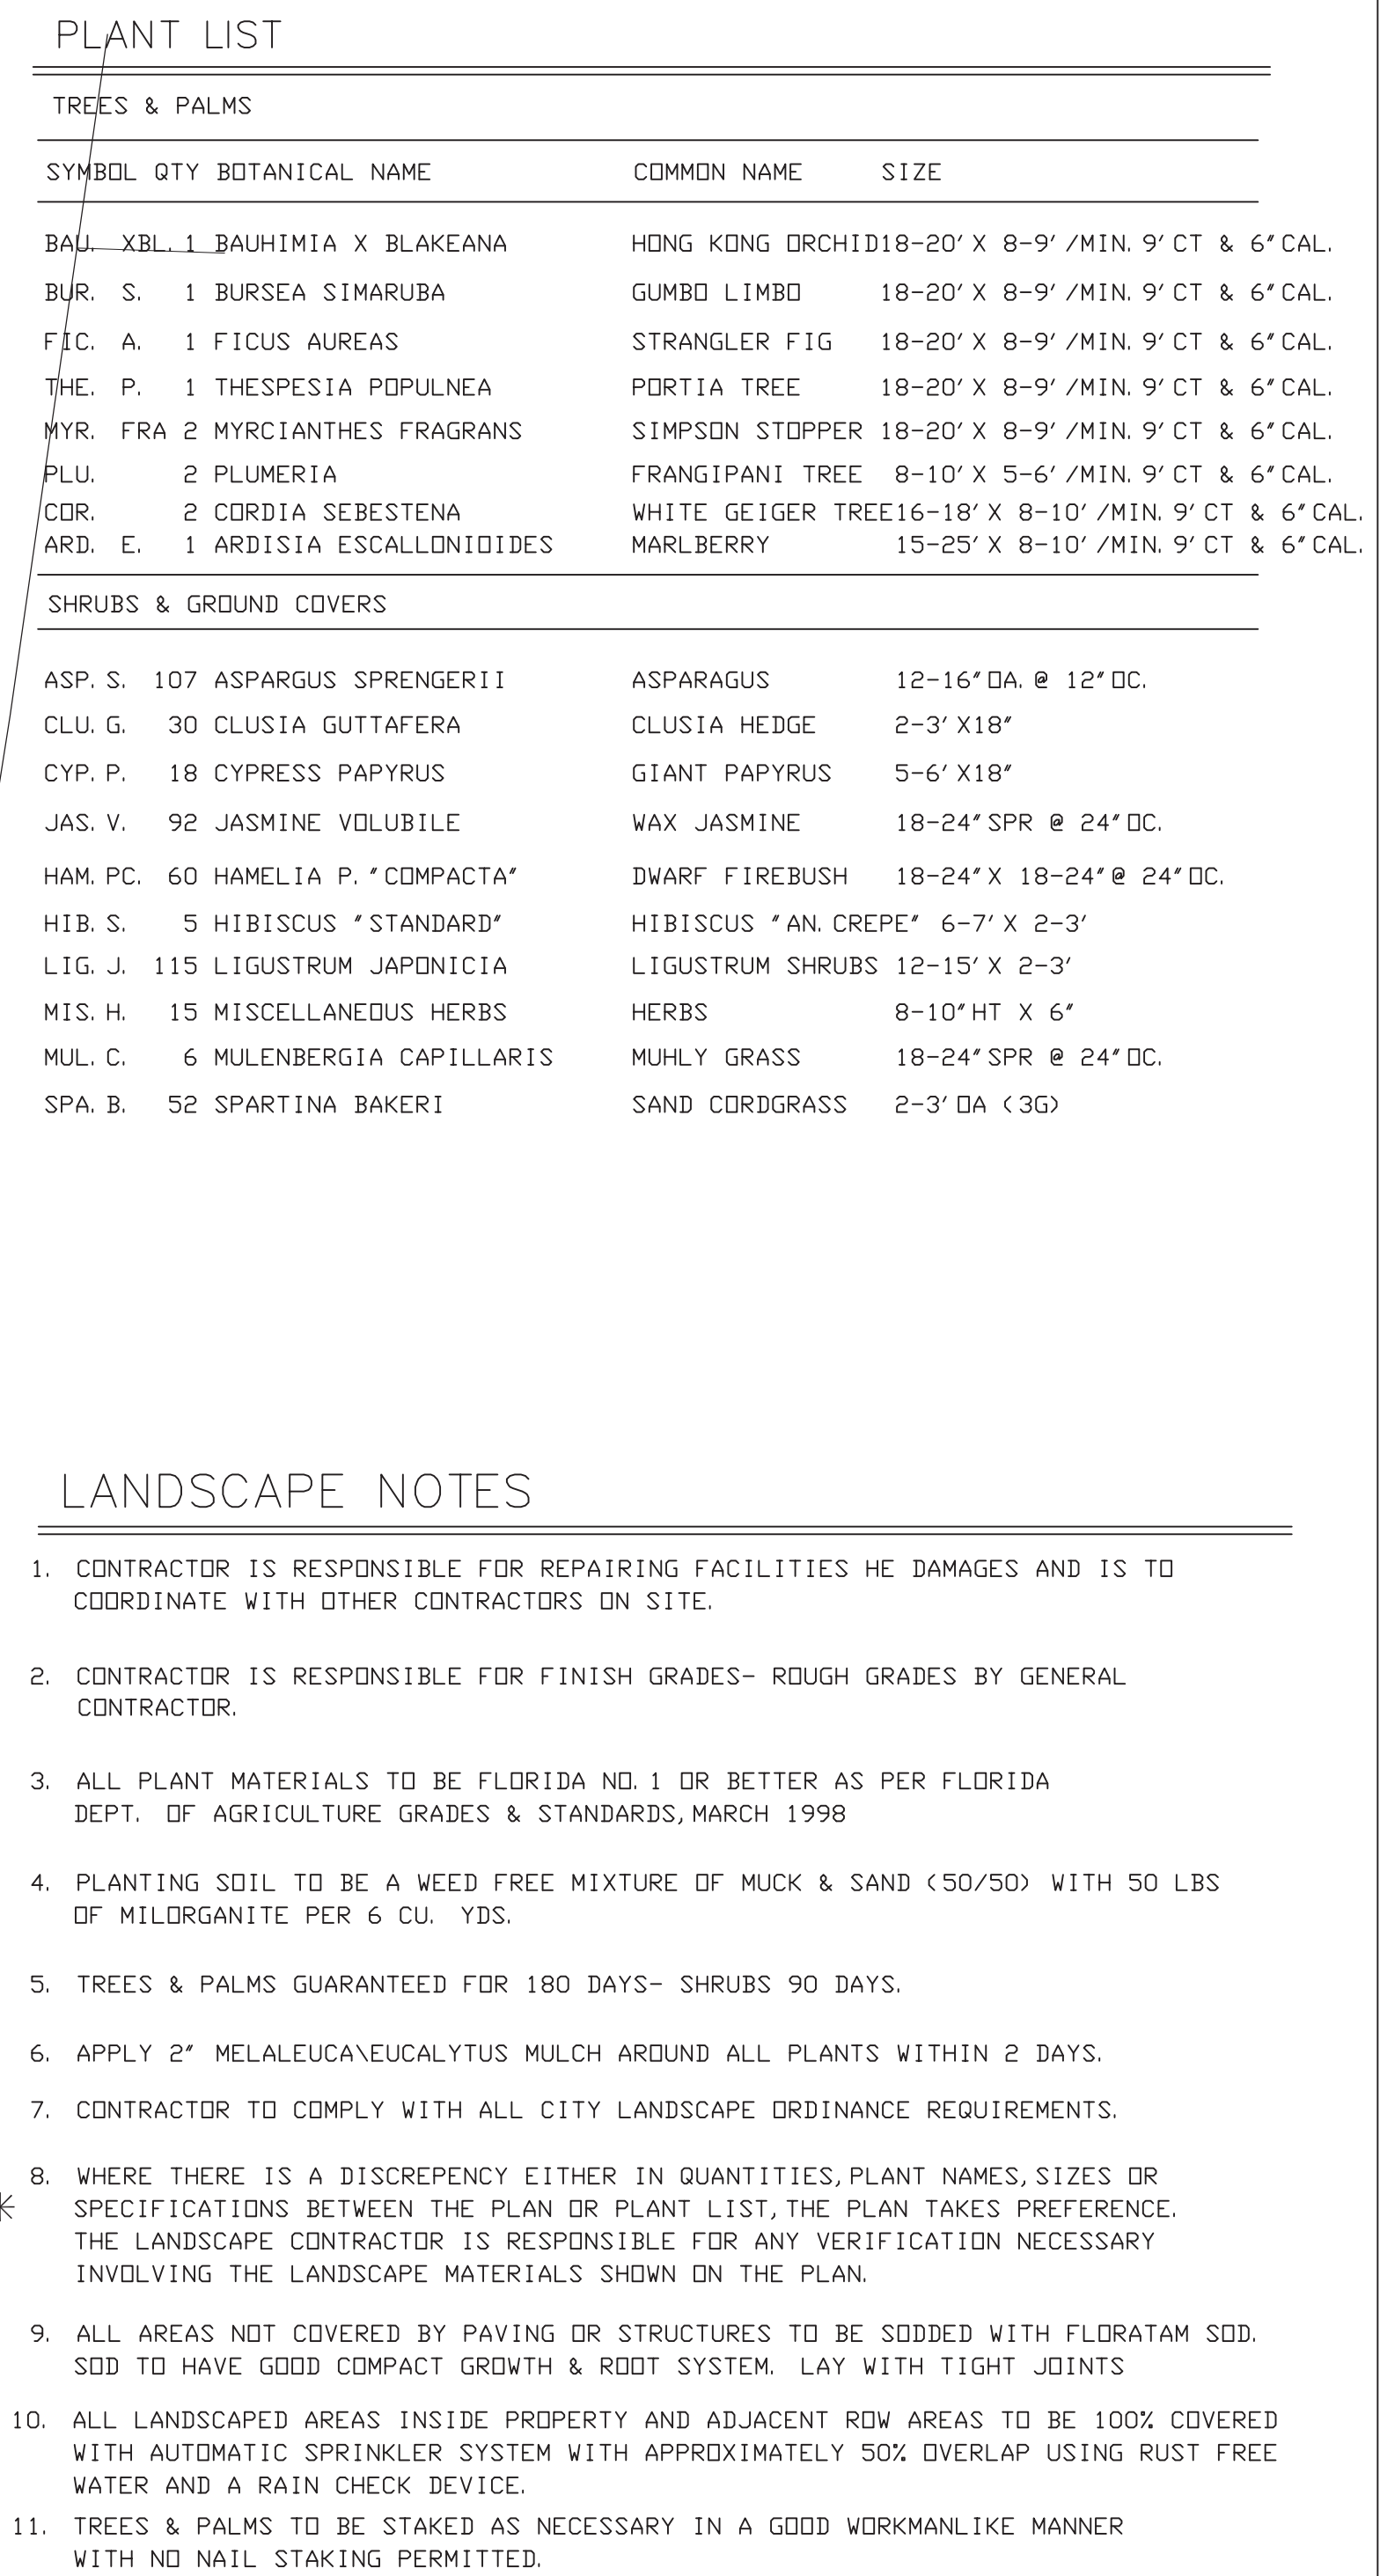 PLANT LIST
TREES & PALMS
SYMBOL QTY BOTANICAL NAME COMMON NAME SIZE
BAU. XBL. 1 BAUHIMIA X BLAKEANA HONG KONG ORCHID 18-20' X 8-9' /MIN. 9' CT & 6" CAL.
BUR. S. 1 BURSEA SIMARUBA GUMBO LIMBO 18-20' X 8-9' /MIN. 9' CT & 6" CAL.
FIC. A. 1 FICUS AUREAS STRANGLER FIG 18-20' X 8-9' /MIN. 9' CT & 6" CAL.
THE. P. 1 THESPESIA POPULNEA PORTIA TREE 18-20' X 8-9' /MIN. 9' CT & 6" CAL.
MYR. FRA 2 MYRCIANTHES FRAGRANS SIMPSON STOPPER 18-20' X 8-9' /MIN. 9' CT & 6" CAL.
PLU. 2 PLUMERIA FRANGIPANI TREE 8-10' X 5-6' /MIN. 9' CT & 6" CAL.
COR. 2 CORDIA SEBESTENA WHITE GEIGER TREE 16-18' X 8-10' /MIN. 9' CT & 6" CAL.
ARD. E. 1 ARDISIA ESCALLONIOIDES MARLBERRY 15-25' X 8-10' /MIN. 9' CT & 6" CAL.
SHRUBS & GROUND COVERS
ASP. S. 107 ASPARGUS SPRENGERII ASPARAGUS 12-16" OA. @ 12" OC.
CLU. G. 30 CLUSIA GUTTAFERA CLUSIA HEDGE 2-3' X18"
CYP. P. 18 CYPRESS PAPYRUS GIANT PAPYRUS 5-6' X18"
JAS. V. 92 JASMINE VOLUBILE WAX JASMINE 18-24" SPR @ 24" OC.
HAM. PC. 60 HAMELIA P. "COMPACTA" DWARF FIREBUSH 18-24" X 18-24" @ 24" OC.
HIB. S. 5 HIBISCUS "STANDARD" HIBISCUS "AN. CREPE" 6-7' X 2-3'
LIG. J. 115 LIGUSTRUM JAPONICIA LIGUSTRUM SHRUBS 12-15' X 2-3'
MIS. H. 15 MISCELLANEOUS HERBS HERBS 8-10" HT X 6"
MUL. C. 6 MULENBERGIA CAPILLARIS MUHLY GRASS 18-24" SPR @ 24" OC.
SPA. B. 52 SPARTINA BAKERI SAND CORDGRASS 2-3' OA (3G)
LANDSCAPE NOTES
1. CONTRACTOR IS RESPONSIBLE FOR REPAIRING FACILITIES HE DAMAGES AND IS TO
COORDINATE WITH OTHER CONTRACTORS ON SITE.
2. CONTRACTOR IS RESPONSIBLE FOR FINISH GRADES- ROUGH GRADES BY GENERAL
CONTRACTOR.
3. ALL PLANT MATERIALS TO BE FLORIDA NO. 1 OR BETTER AS PER FLORIDA
DEPT. OF AGRICULTURE GRADES & STANDARDS, MARCH 1998
4. PLANTING SOIL TO BE A WEED FREE MIXTURE OF MUCK & SAND (50/50) WITH 50 LBS
OF MILORGANITE PER 6 CU. YDS.
5. TREES & PALMS GUARANTEED FOR 180 DAYS- SHRUBS 90 DAYS.
6. APPLY 2" MELALEUCA\EUCALYTUS MULCH AROUND ALL PLANTS WITHIN 2 DAYS.
7. CONTRACTOR TO COMPLY WITH ALL CITY LANDSCAPE ORDINANCE REQUIREMENTS.
8. WHERE THERE IS A DISCREPENCY EITHER IN QUANTITIES, PLANT NAMES, SIZES OR
SPECIFICATIONS BETWEEN THE PLAN OR PLANT LIST, THE PLAN TAKES PREFERENCE.
THE LANDSCAPE CONTRACTOR IS RESPONSIBLE FOR ANY VERIFICATION NECESSARY
INVOLVING THE LANDSCAPE MATERIALS SHOWN ON THE PLAN.
9. ALL AREAS NOT COVERED BY PAVING OR STRUCTURES TO BE SODDED WITH FLORATAM SOD.
SOD TO HAVE GOOD COMPACT GROWTH & ROOT SYSTEM. LAY WITH TIGHT JOINTS
10. ALL LANDSCAPED AREAS INSIDE PROPERTY AND ADJACENT ROW AREAS TO BE 100% COVERED
WITH AUTOMATIC SPRINKLER SYSTEM WITH APPROXIMATELY 50% OVERLAP USING RUST FREE
WATER AND A RAIN CHECK DEVICE.
11. TREES & PALMS TO BE STAKED AS NECESSARY IN A GOOD WORKMANLIKE MANNER
WITH NO NAIL STAKING PERMITTED.